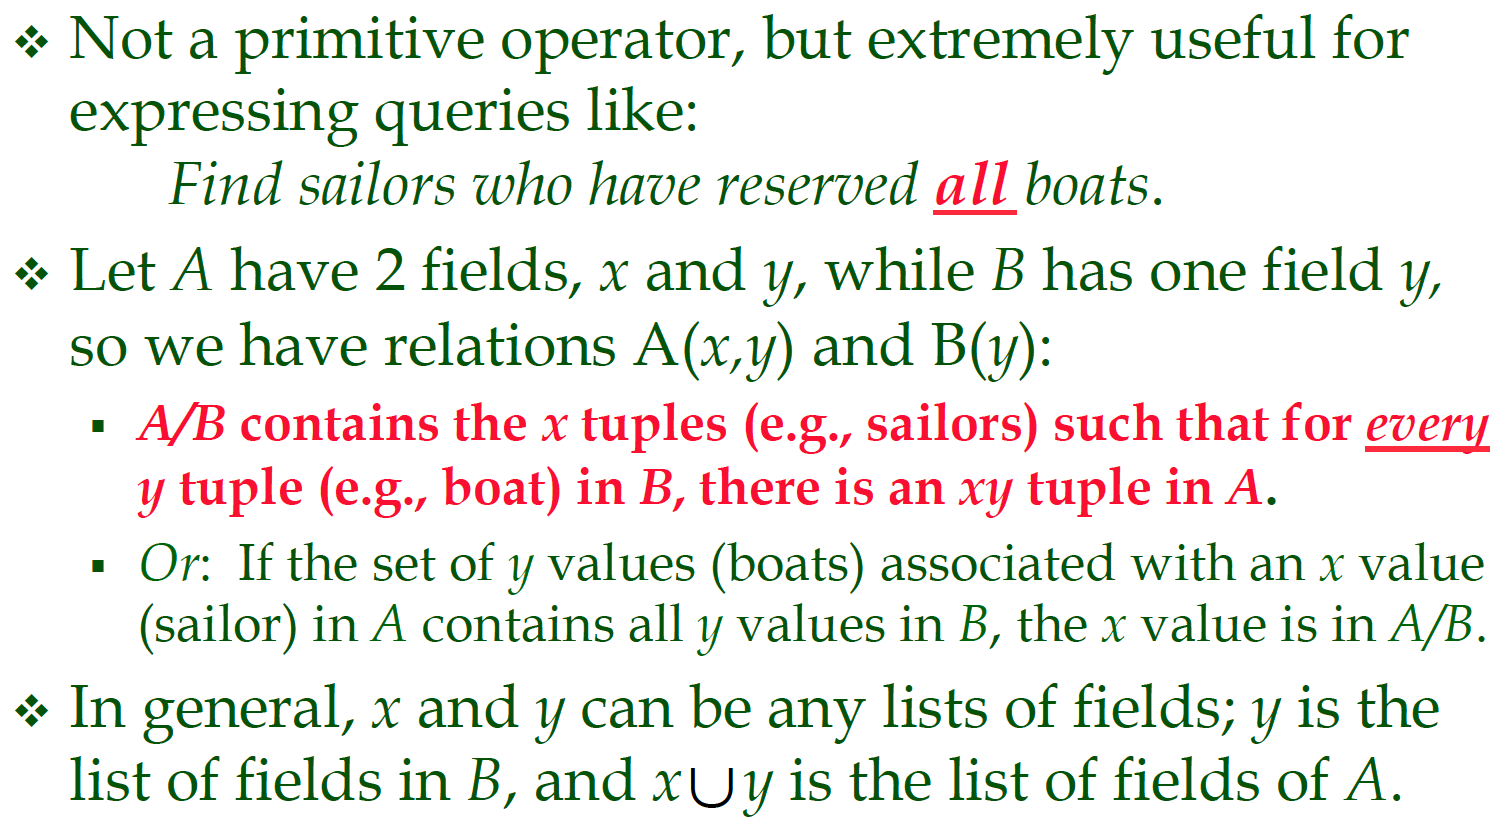 ❖ Not a primitive operator, but extremely useful for
expressing queries like:
Find sailors who have reserved all boats.
❖ Let A have 2 fields, x and y, while B has one field y,
so we have relations A(x,y) and B(y):
▪ A/B contains the x tuples (e.g., sailors) such that for every
y tuple (e.g., boat) in B, there is an xy tuple in A.
▪ Or: If the set of y values (boats) associated with an x value
(sailor) in A contains all y values in B, the x value is in A/B.
❖ In general, x and y can be any lists of fields; y is the
list of fields in B, and x∪y is the list of fields of A.